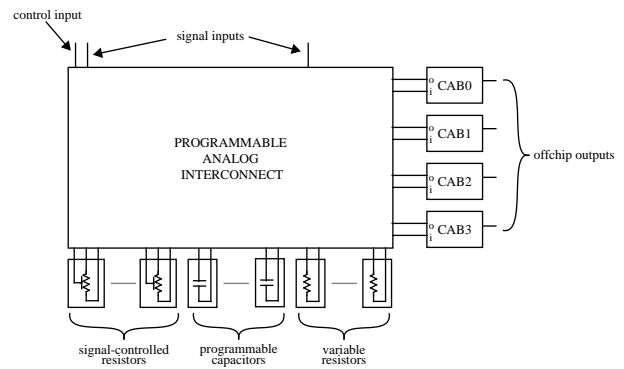 control input
signal inputs
PROGRAMMABLE
ANALOG
INTERCONNECT
o
i
CAB0
o
i
CAB1
o
i
CAB2
o
i
CAB3
offchip outputs
signal-controlled
resistors
programmable
capacitors
variable
resistors